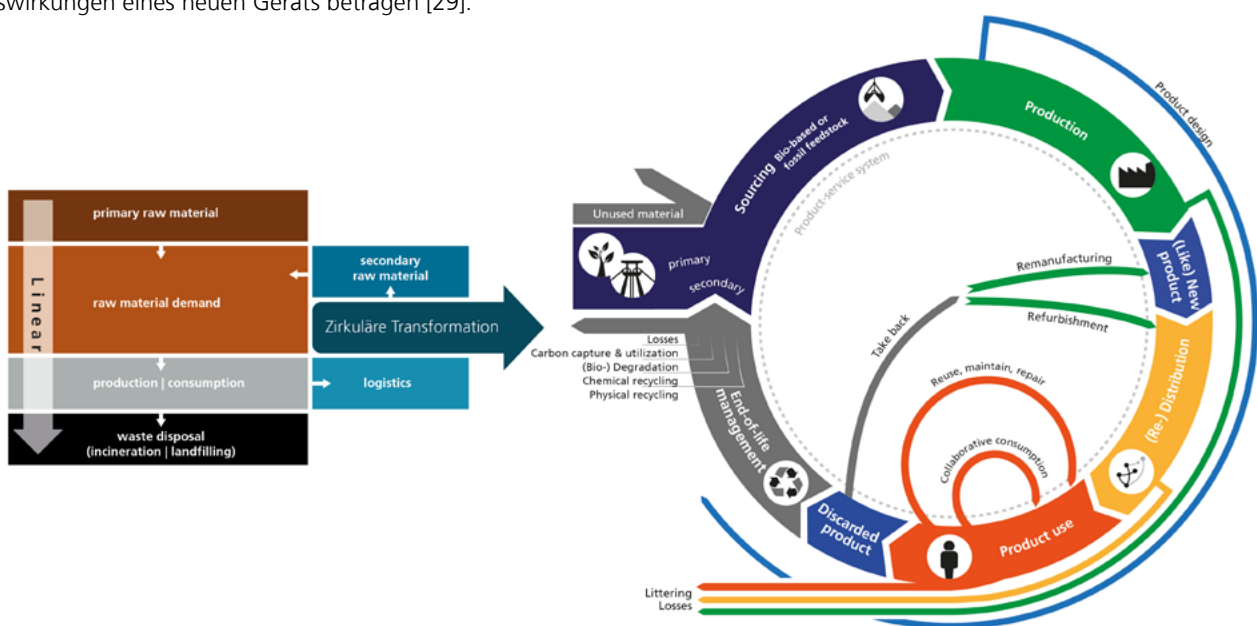 swirkungen eines neuen Geräts betragen [29].
Linear
primary raw material
raw material demand
secondary
raw material
production | consumption
logistics
waste disposal
(incineration | landfilling)
Zirkuläre Transformation
Unused material
primary
secondary
Sourcing Bio-based or
fossil feedstock
Product-service system
Production
Product design
(Like) New
product
Remanufacturing
Refurbishment
Take back
(Re-) Distribution
Reuse, maintain, repair
Collaborative consumption
Product use
Discarded
product
End-of-life
management
Losses
Carbon capture & utilization
(Bio-) Degradation
Chemical recycling
Physical recycling
Littering
Losses